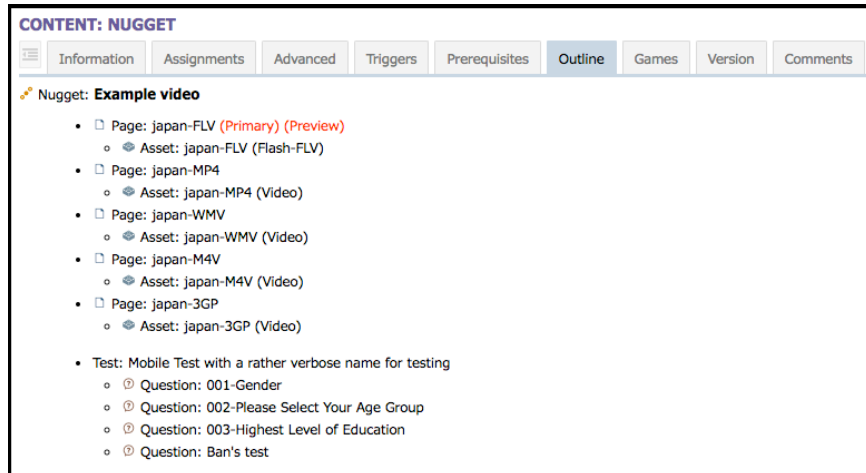 CONTENT: NUGGET
Information Assignments Advanced Triggers Prerequisites Outline Games Version Comments
Nugget: Example video
Page: japan-FLV (Primary) (Preview)
Asset: japan-FLV (Flash-FLV)
Page: japan-MP4
Asset: japan-MP4 (Video)
Page: japan-WMV
Asset: japan-WMV (Video)
Page: japan-M4V
Asset: japan-M4V (Video)
Page: japan-3GP
Asset: japan-3GP (Video)
Test: Mobile Test with a rather verbose name for testing
Question: 001-Gender
Question: 002-Please Select Your Age Group
Question: 003-Highest Level of Education
Question: Ban's test